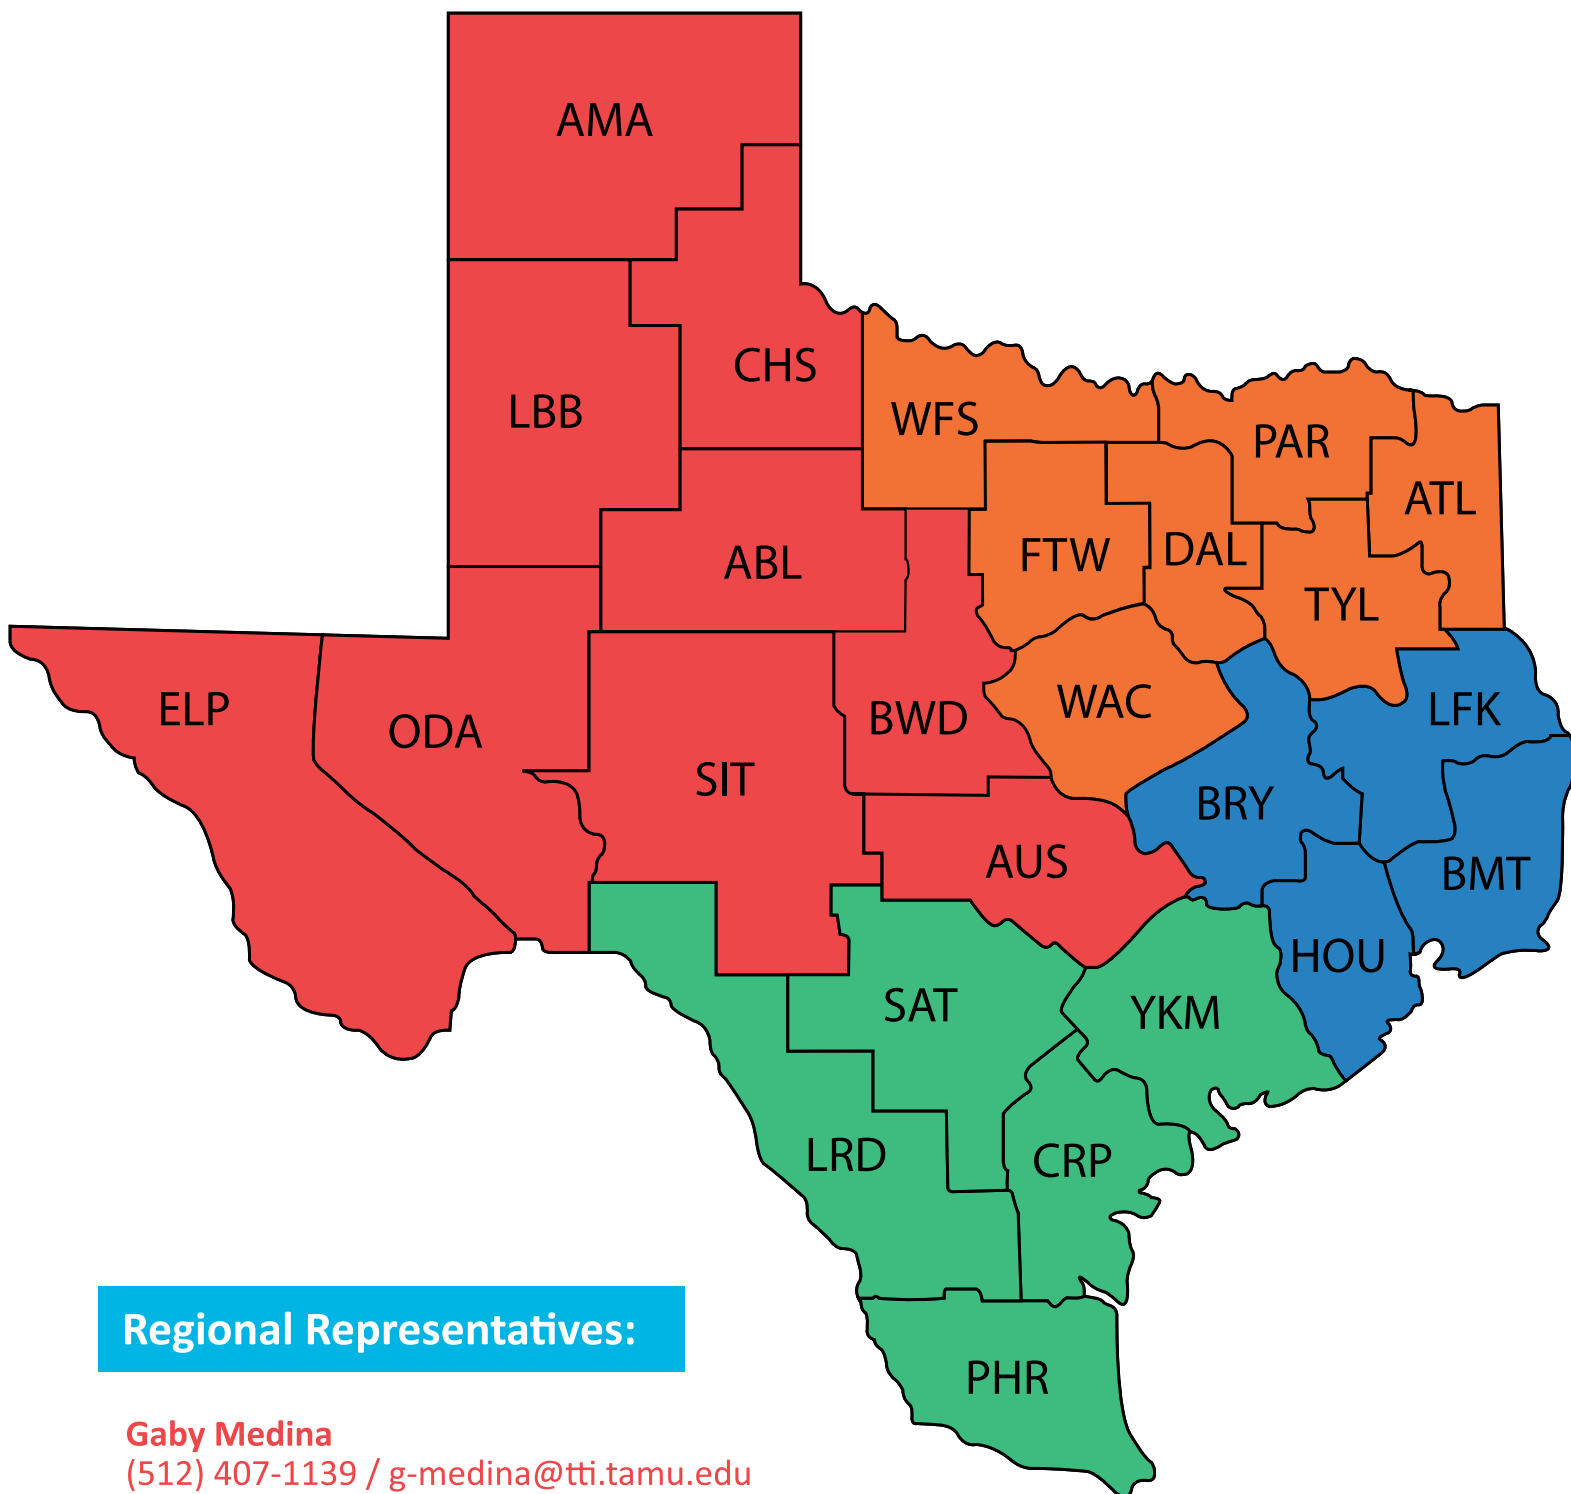 AMA
CHS
LBB
WFS
PAR
ATL
ABL
FTW
DAL
TYL
ELP
ODA
SIT
BWD
WAC
LFK
BRY
AUS
BMT
HOU
SAT
YKM
LRD
CRP
PHR
Regional Representatives:
Gaby Medina
(512) 407-1139 / g-medina@tti.tamu.edu